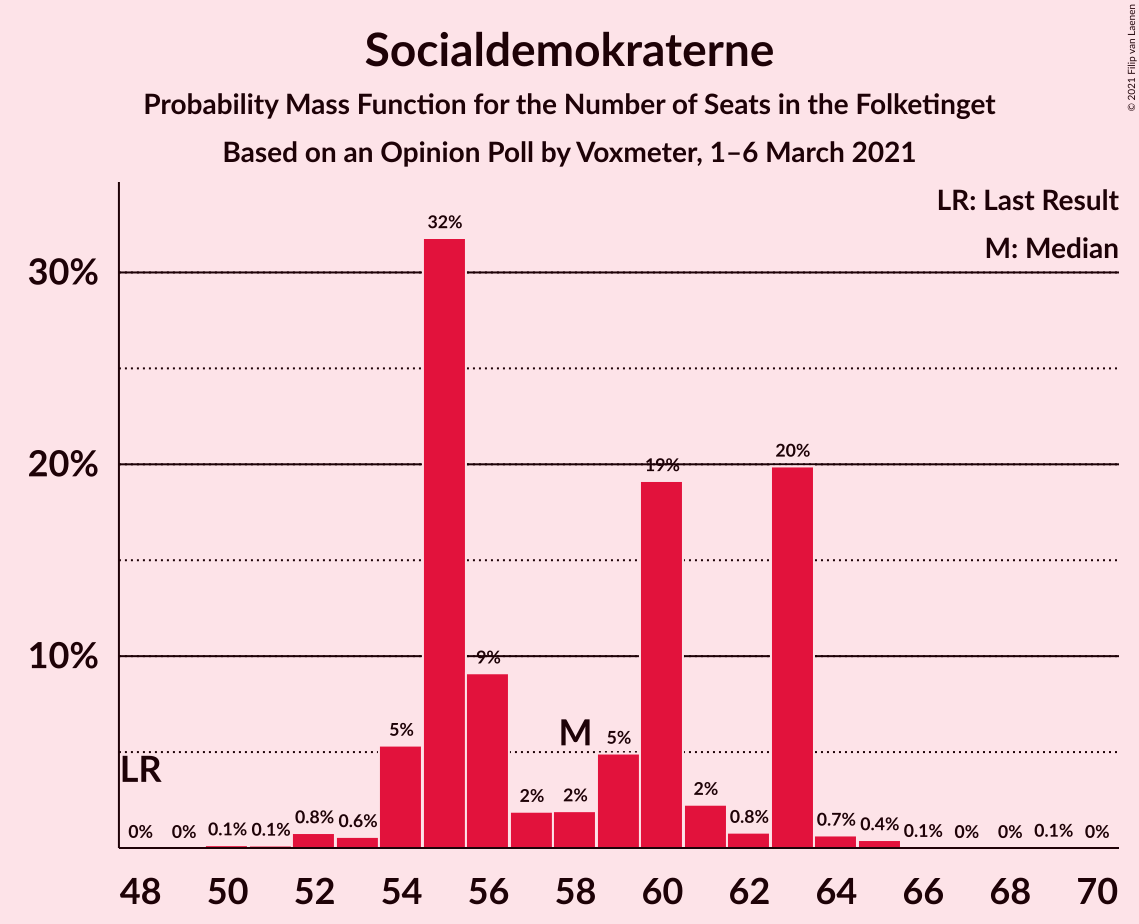 Socialdemokraterne
Probability Mass Function for the Number of Seats in the Folketinget
Based on an Opinion Poll by Voxmeter, 1–6 March 2021
© 2021 Filip van Laenen
LR: Last Result
M: Median
30%
20%
10%
LR
M
0% 0% 0.1% 0.1% 0.8% 0.6% 5% 32% 9% 2% 2% 5% 19% 2% 0.8% 20% 0.7% 0.4% 0.1% 0% 0% 0.1% 0%
48 50 52 54 56 58 60 62 64 66 68 70